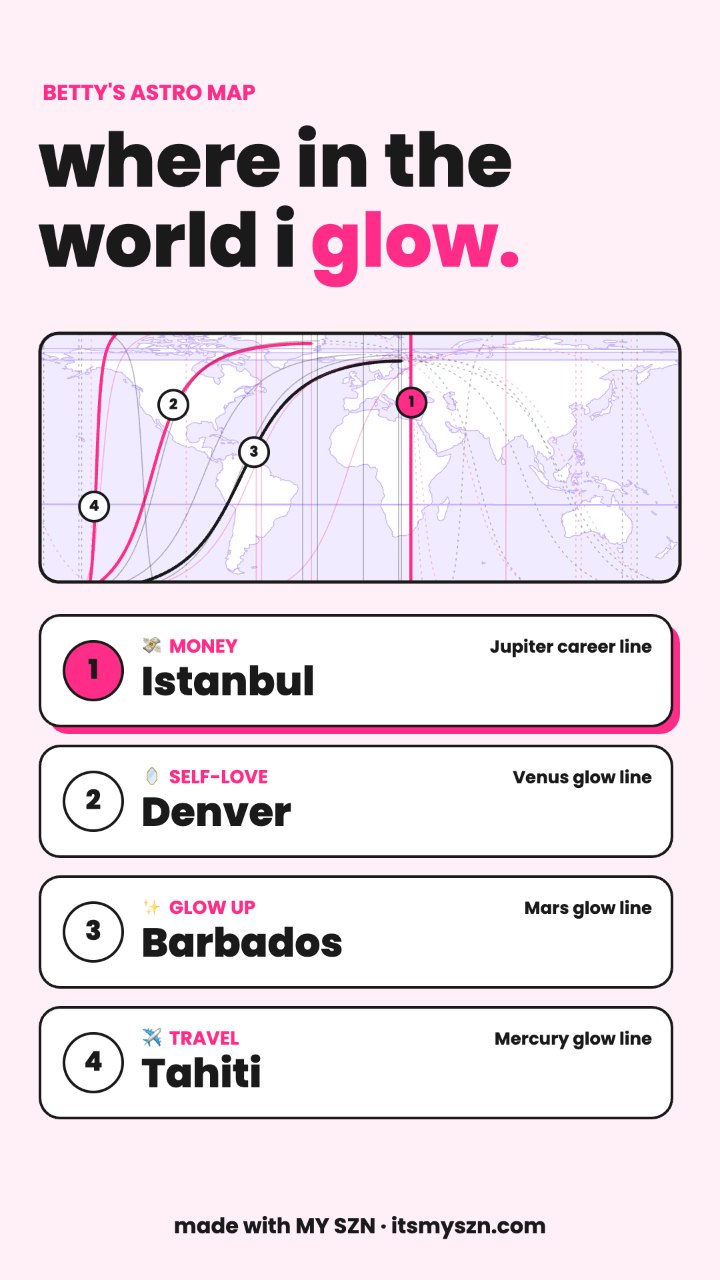 BETTY'S ASTRO MAP
where in the
world i glow.
2
1
3
4
1
💸 MONEY
Jupiter career line
Istanbul
2
🪞 SELF-LOVE
Venus glow line
Denver
3
✨ GLOW UP
Mars glow line
Barbados
4
✈️ TRAVEL
Mercury glow line
Tahiti
made with MY SZN · itsmyszn.com